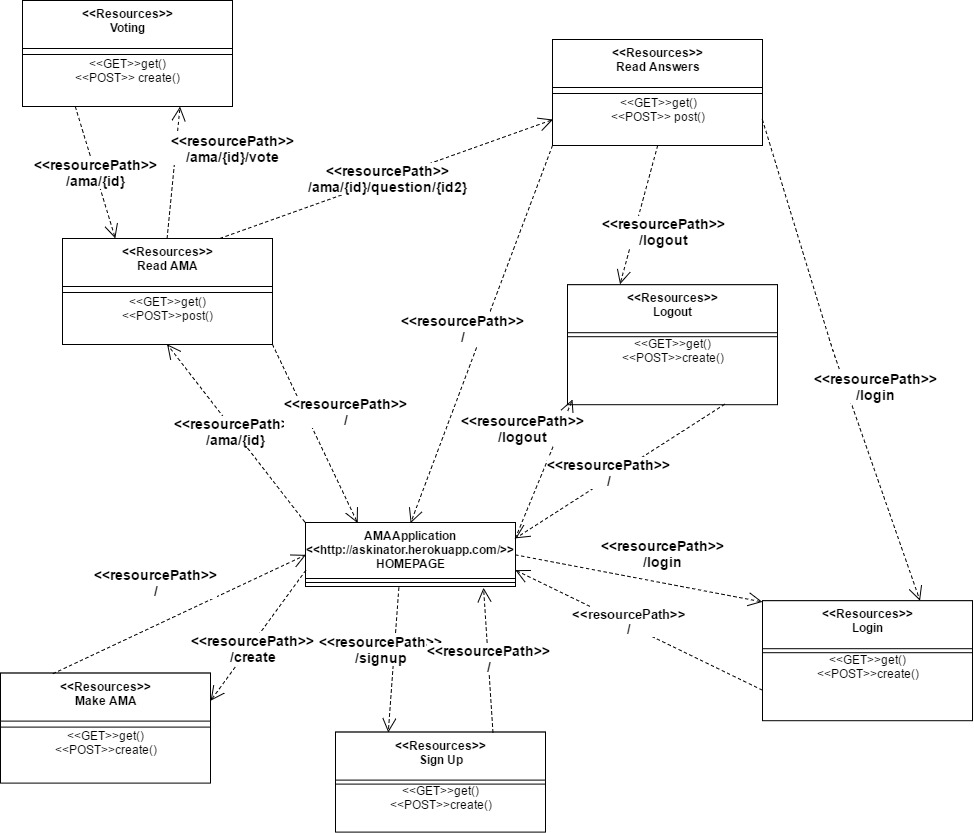 <<Resources>>
Voting
<<GET>>get()
<<POST>> create()
<<Resources>>
Read Answers
<<GET>>get()
<<POST>> post()
<<resourcePath>>
/ama/{id}/vote
<<resourcePath>>
/ama/{id}
<<resourcePath>>
/ama/{id}/question/{id2}
<<resourcePath>>
/logout
<<Resources>>
Read AMA
<<GET>>get()
<<POST>>post()
<<Resources>>
Logout
<<GET>>get()
<<POST>>create()
<<resourcePath>>
/
<<resourcePath>>
/login
<<resourcePath>>
/
<<resourcePath>
/ama/{id}
<<resourcePath>>
/logout
<<resourcePath>>
/
AMAApplication
<<http://askinator.herokuapp.com/>>
HOMEPAGE
<<resourcePath>>
/login
<<resourcePath>>
/
<<resourcePath>>
/
<<resourcePath>>
/create
<<resourcePath>>
/signup
<<resourcePath>>
/
<<Resources>>
Login
<<GET>>get()
<<POST>>create()
<<Resources>>
Make AMA
<<GET>>get()
<<POST>>create()
<<Resources>>
Sign Up
<<GET>>get()
<<POST>>create()